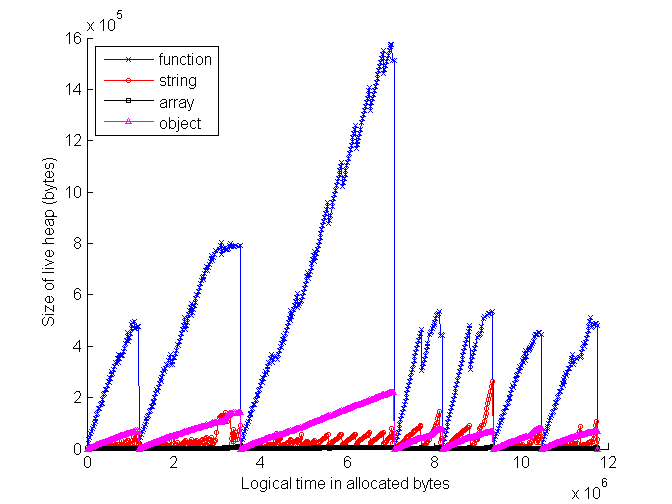 x 10^5
16
14
12
10
8
6
4
2
0
Size of live heap (bytes)
function
string
array
object
0 2 4 6 8 10 12
Logical time in allocated bytes
x 10^6